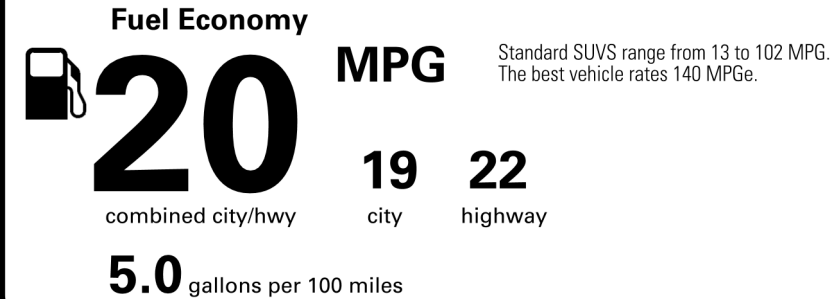 Fuel Economy
20 MPG
Standard SUVS range from 13 to 102 MPG.
The best vehicle rates 140 MPGe.
19 22
combined city/hwy city highway
5.0 gallons per 100 miles